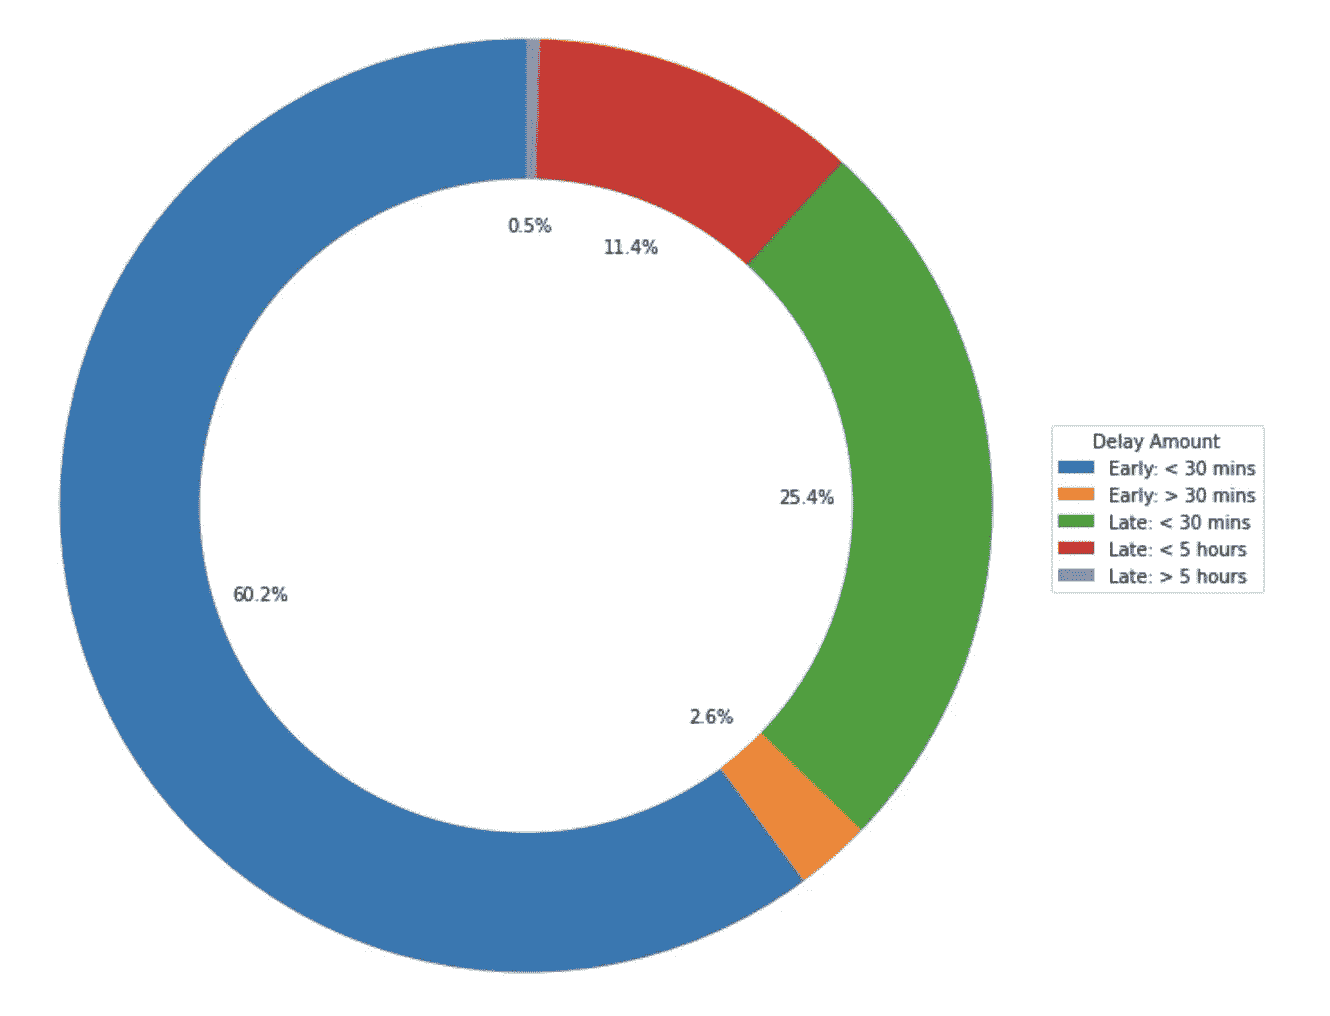 0.5%
11.4%
25.4%
60.2%
2.6%
Delay Amount
Early: < 30 mins
Early: > 30 mins
Late: < 30 mins
Late: < 5 hours
Late: > 5 hours